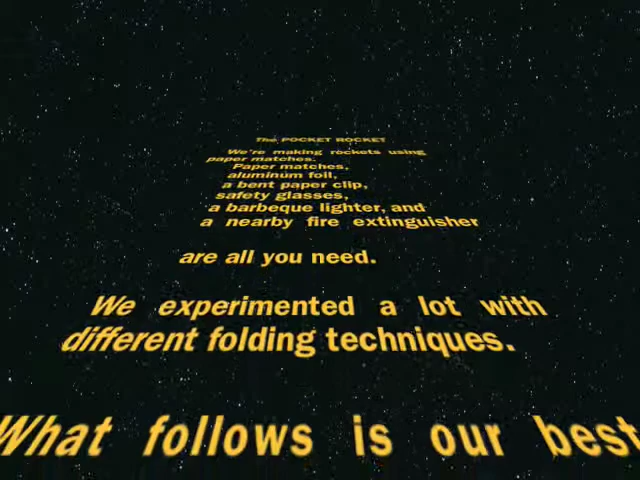 The POCKET ROCKET
We're making rockets using
paper matches.
Paper matches,
aluminum foil,
a bent paper clip,
safety glasses,
a barbeque lighter, and
a nearby fire extinguisher
are all you need.
We experimented a lot with
different folding techniques.
What follows is our best